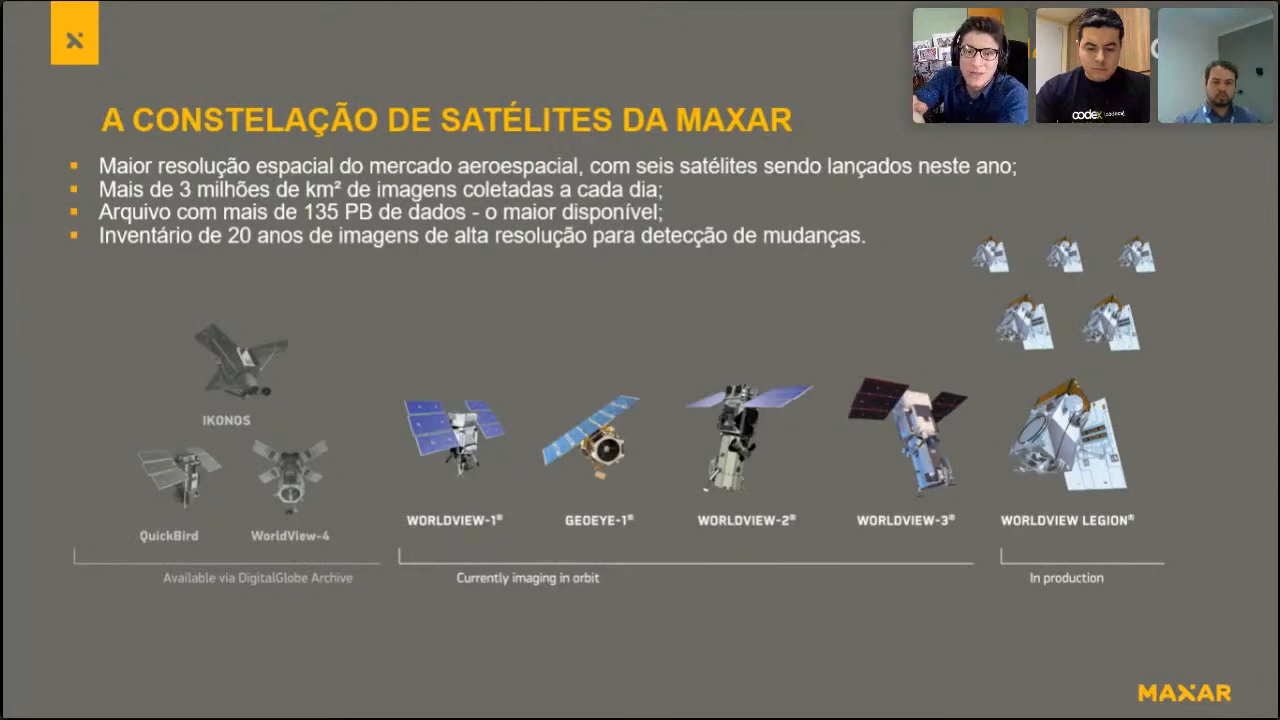 A CONSTELAÇÃO DE SATÉLITES DA MAXAR
Maior resolução espacial do mercado aeroespacial, com seis satélites sendo lançados neste ano;
Mais de 3 milhões de km² de imagens coletadas a cada dia;
Arquivo com mais de 135 PB de dados - o maior disponível;
Inventário de 20 anos de imagens de alta resolução para detecção de mudanças.
codex
IKONOS
QuickBird WorldView-4
WORLDVIEW-1® GEOEYE-1® WORLDVIEW-2® WORLDVIEW-3® WORLDVIEW LEGION®
Available via DigitalGlobe Archive Currently imaging in orbit In production
MAXAR